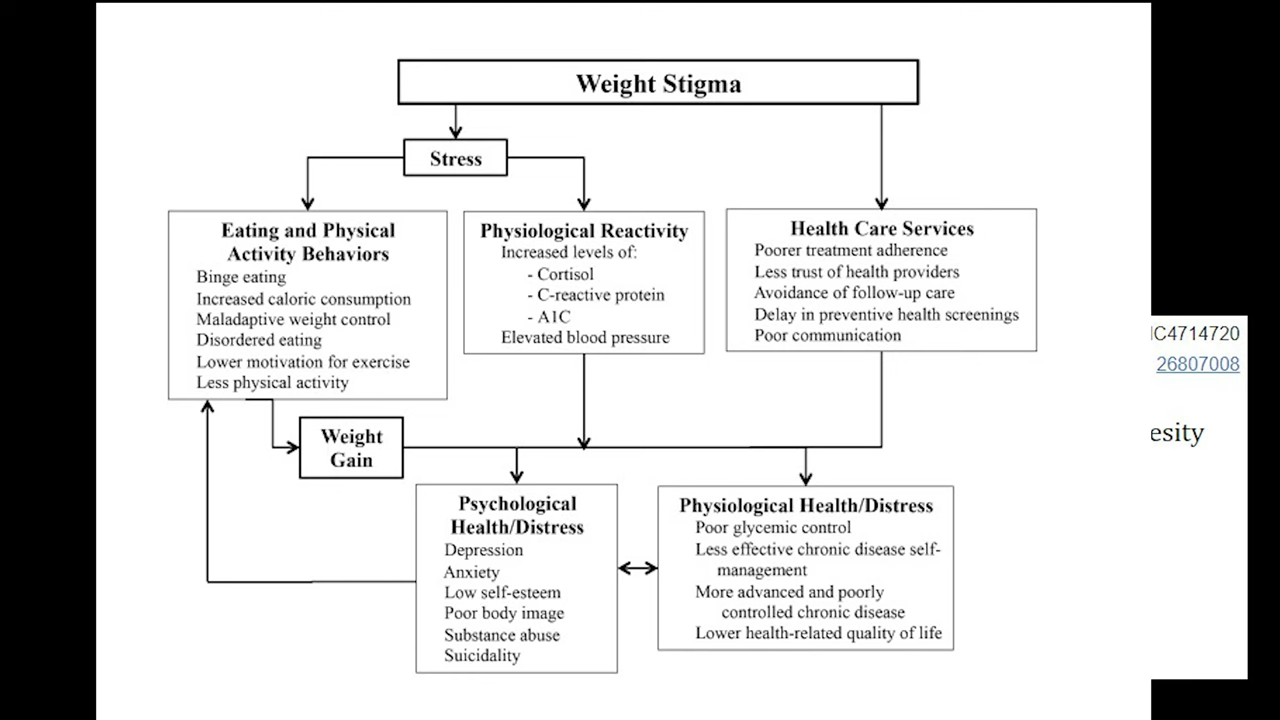 Weight Stigma
Stress
Eating and Physical
Activity Behaviors
Binge eating
Increased caloric consumption
Maladaptive weight control
Disordered eating
Lower motivation for exercise
Less physical activity
Physiological Reactivity
Increased levels of:
- Cortisol
- C-reactive protein
- A1C
Elevated blood pressure
Health Care Services
Poorer treatment adherence
Less trust of health providers
Avoidance of follow-up care
Delay in preventive health screenings
Poor communication
Weight
Gain
Psychological
Health/Distress
Depression
Anxiety
Low self-esteem
Poor body image
Substance abuse
Suicidality
Physiological Health/Distress
Poor glycemic control
Less effective chronic disease self-
management
More advanced and poorly
controlled chronic disease
Lower health-related quality of life
C4714720
26807008
esity